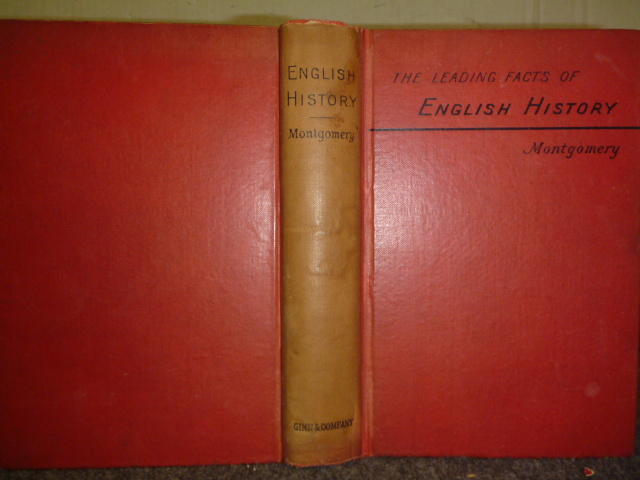 ENGLISH
HISTORY
Montgomery
GINN & COMPANY
THE LEADING FACTS OF
ENGLISH HISTORY
Montgomery